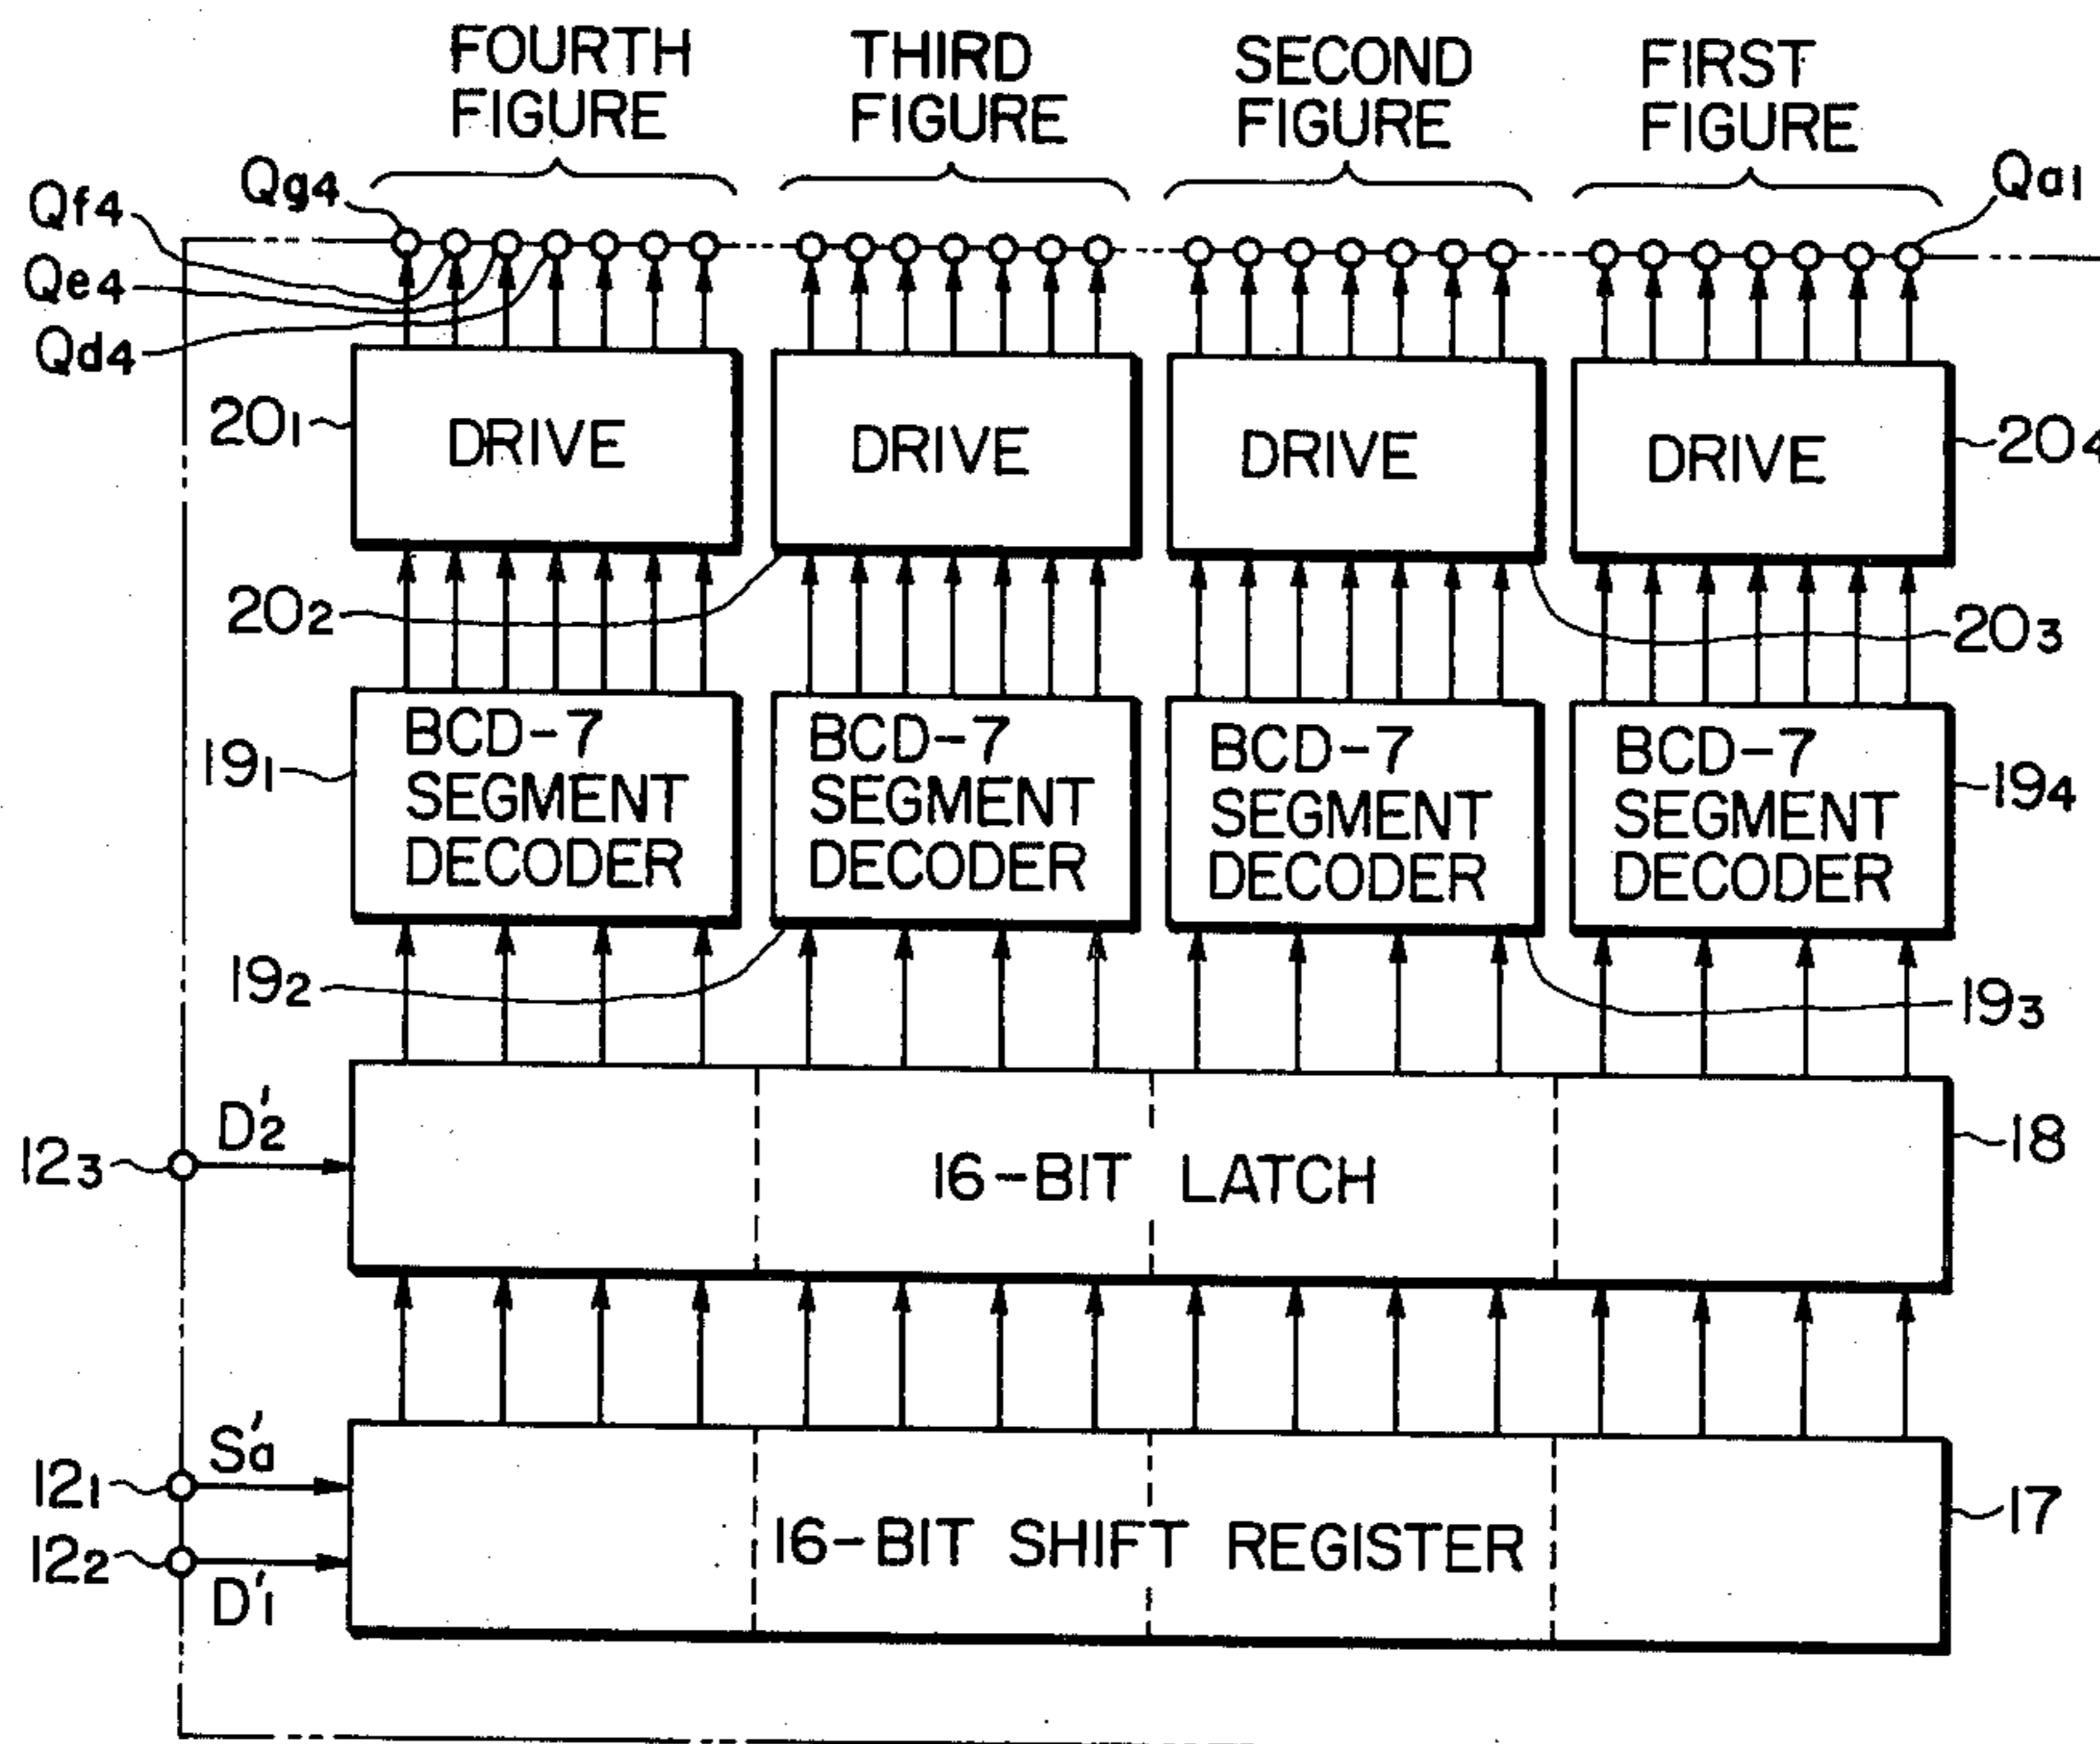 FOURTH
FIGURE
THIRD
FIGURE
SECOND
FIGURE
FIRST
FIGURE
Qg4
Qf4
Qe4
Qd4
Qa1
201
DRIVE
DRIVE
DRIVE
DRIVE
204
202
203
191
BCD-7
SEGMENT
DECODER
BCD-7
SEGMENT
DECODER
BCD-7
SEGMENT
DECODER
BCD-7
SEGMENT
DECODER
194
192
193
123
D'2
16-BIT LATCH
18
121
S'a
122
D'1
16-BIT SHIFT REGISTER
17